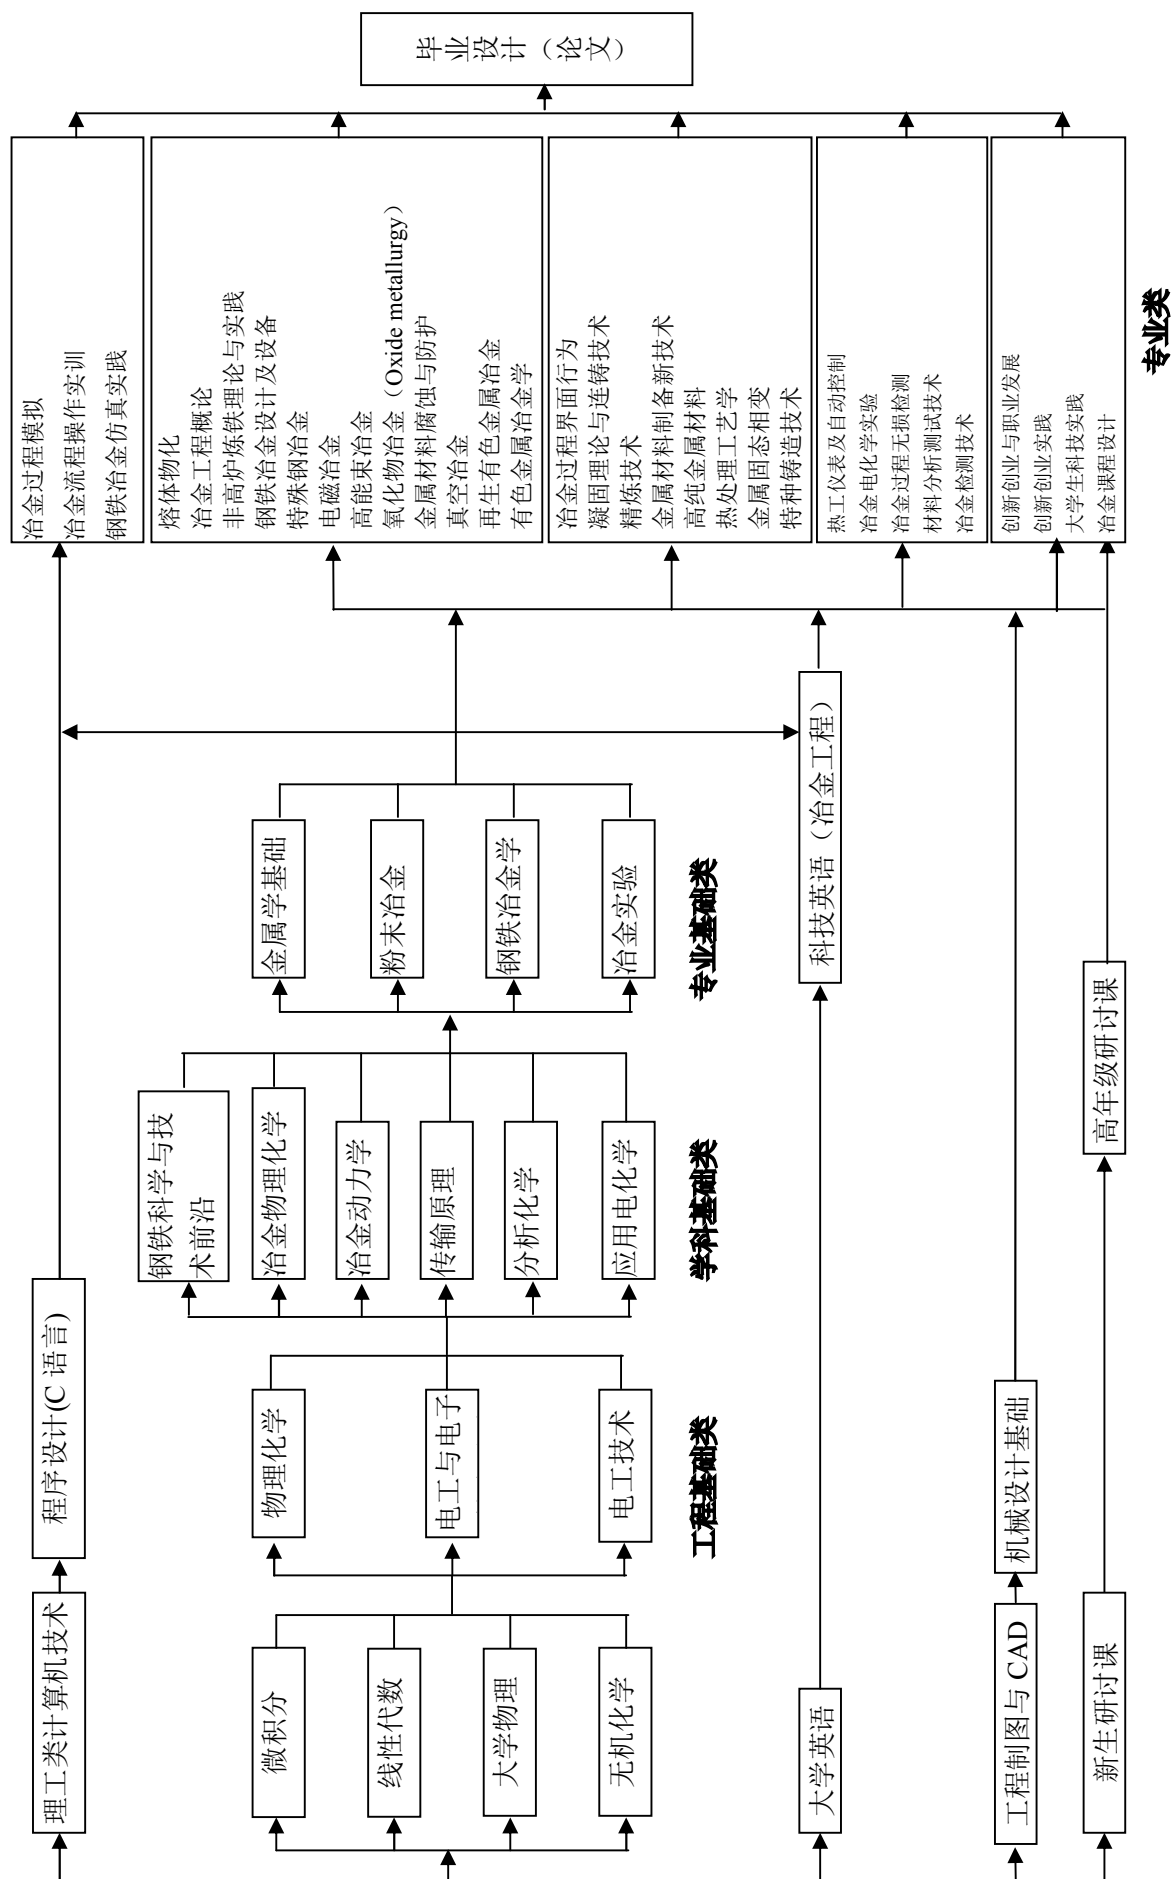 毕业设计（论文）
冶金过程模拟
冶金流程操作实训
钢铁冶金仿真实践
熔体物化
冶金工程概论
非高炉炼铁理论与实践
钢铁冶金设计及设备
特殊钢冶金
电磁冶金
高能束冶金
氧化物冶金（Oxide metallurgy）
金属材料腐蚀与防护
真空冶金
再生有色金属冶金
有色金属冶金学
冶金过程界面行为
凝固理论与连铸技术
精炼技术
金属材料制备新技术
高纯金属材料
热处理工艺学
金属固态相变
特种铸造技术
热工仪表及自动控制
冶金电化学实验
冶金过程无损检测
材料分析测试技术
冶金检测技术
创新创业与职业发展
创新创业实践
大学生科技实践
冶金课程设计
专业类
金属学基础
粉末冶金
钢铁冶金学
冶金实验
专业基础类
科技英语（冶金工程）
高年级研讨课
钢铁科学与技
术前沿
冶金物理化学
冶金动力学
传输原理
分析化学
应用电化学
学科基础类
程序设计(C 语言)
物理化学
电工与电子
电工技术
工程基础类
机械设计基础
理工类计算机技术
微积分
线性代数
大学物理
无机化学
大学英语
工程制图与 CAD
新生研讨课